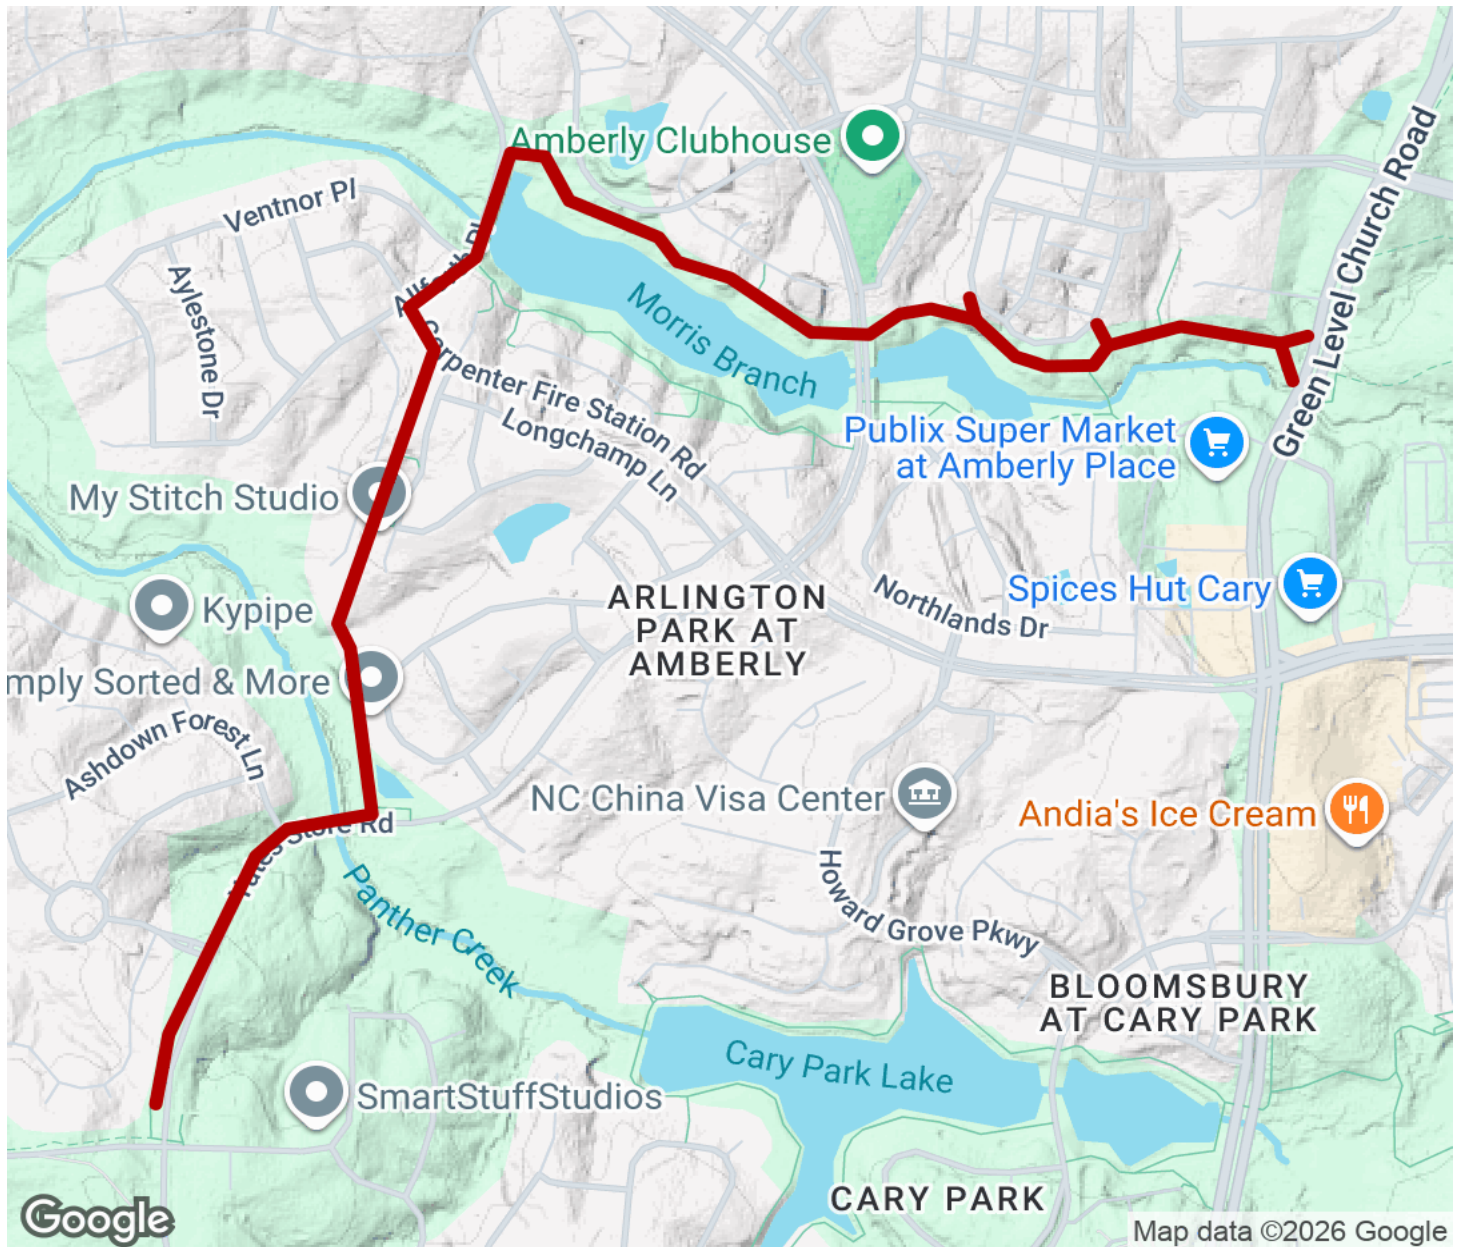 Amberly Clubhouse
Ventnor Pl
Green Level Church Road
Aylestone Dr
Morris Branch
Carpenter Fire Station Rd
Longchamp Ln
Publix Super Market
at Amberly Place
My Stitch Studio
ARLINGTON
PARK AT
AMBERLY
Northlands Dr
Spices Hut Cary
Kypipe
mply Sorted & More
Ashdown Forest Ln
NC China Visa Center
Andia's Ice Cream
Store Rd
Panther Creek
Howard Grove Pkwy
BLOOMSBURY
AT CARY PARK
Cary Park Lake
SmartStuffStudios
CARY PARK
Google
Map data ©2026 Google